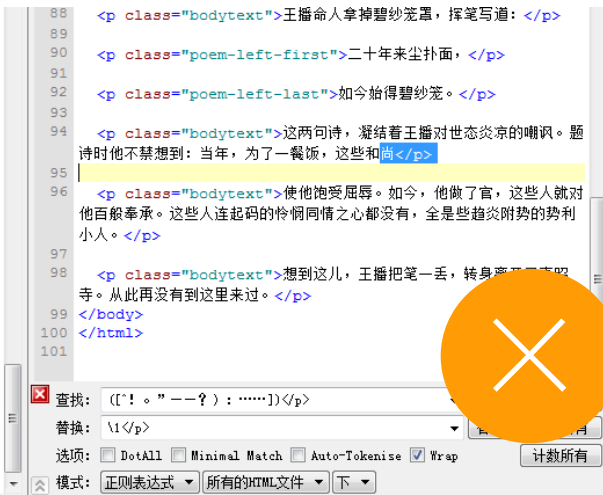 88 <p class="bodytext">王播命人拿掉碧纱笼罩，挥笔写道：</p>
89
90 <p class="poem-left-first">二十年来尘扑面，</p>
91
92 <p class="poem-left-last">如今始得碧纱笼。</p>
93
94 <p class="bodytext">这两句诗，凝结着王播对世态炎凉的嘲讽。题
诗时他不禁想到：当年，为了一餐饭，这些和尚</p>
95
96 <p class="bodytext">使他饱受屈辱。如今，他做了官，这些人就对
他百般奉承。这些人连起码的怜悯同情之心都没有，全是些趋炎附势的势利
小人。</p>
97
98 <p class="bodytext">想到这儿，王播把笔一丢，转身离开
寺。从此再没有到这里来过。</p>
99 </body>
100 </html>
101
查找： ([^！。”——？）：……])</p>
替换： \1</p>
选项： DotAll Minimal Match Auto-Tokenise Wrap 计数所有
模式： 正则表达式 所有的HTML文件 下